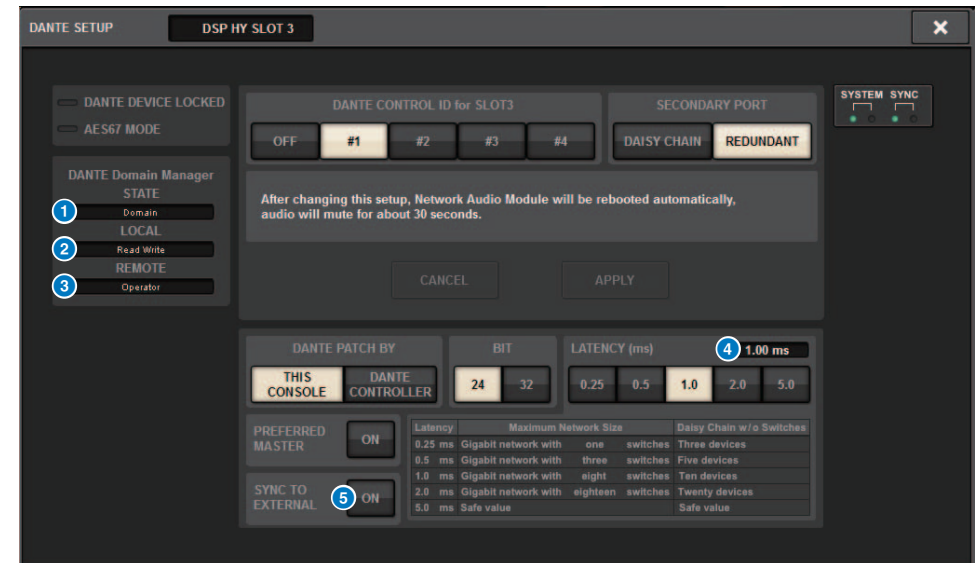 DANTE SETUP
DSP HY SLOT 3
DANTE DEVICE LOCKED
AES67 MODE
DANTE Domain Manager
STATE
1
Domain
LOCAL
2
Read Write
REMOTE
3
Operator
DANTE CONTROL ID for SLOT3
OFF
#1
#2
#3
#4
SECONDARY PORT
DAISY CHAIN
REDUNDANT
SYSTEM SYNC
After changing this setup, Network Audio Module will be rebooted automatically,
audio will mute for about 30 seconds.
CANCEL
APPLY
DANTE PATCH BY
THIS
CONSOLE
DANTE
CONTROLLER
BIT
24
32
LATENCY (ms)
4
1.00 ms
0.25
0.5
1.0
2.0
5.0
PREFERRED
MASTER
ON
SYNC TO
EXTERNAL
5
ON
Latency Maximum Network Size Daisy Chain w/o Switches
0.25 ms Gigabit network with one switches Three devices
0.5 ms Gigabit network with three switches Five devices
1.0 ms Gigabit network with eight switches Ten devices
2.0 ms Gigabit network with eighteen switches Twenty devices
5.0 ms Safe value Safe value